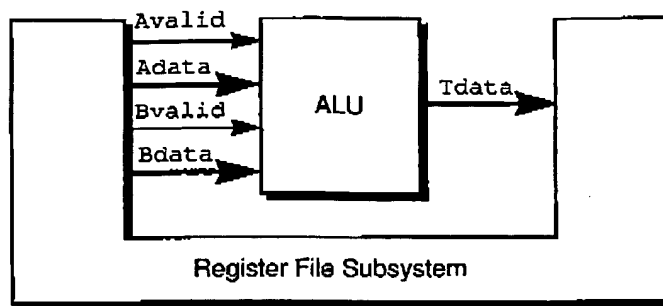 Avalid
Adata
Bvalid
Bdata
ALU
Tdata
Register File Subsystem